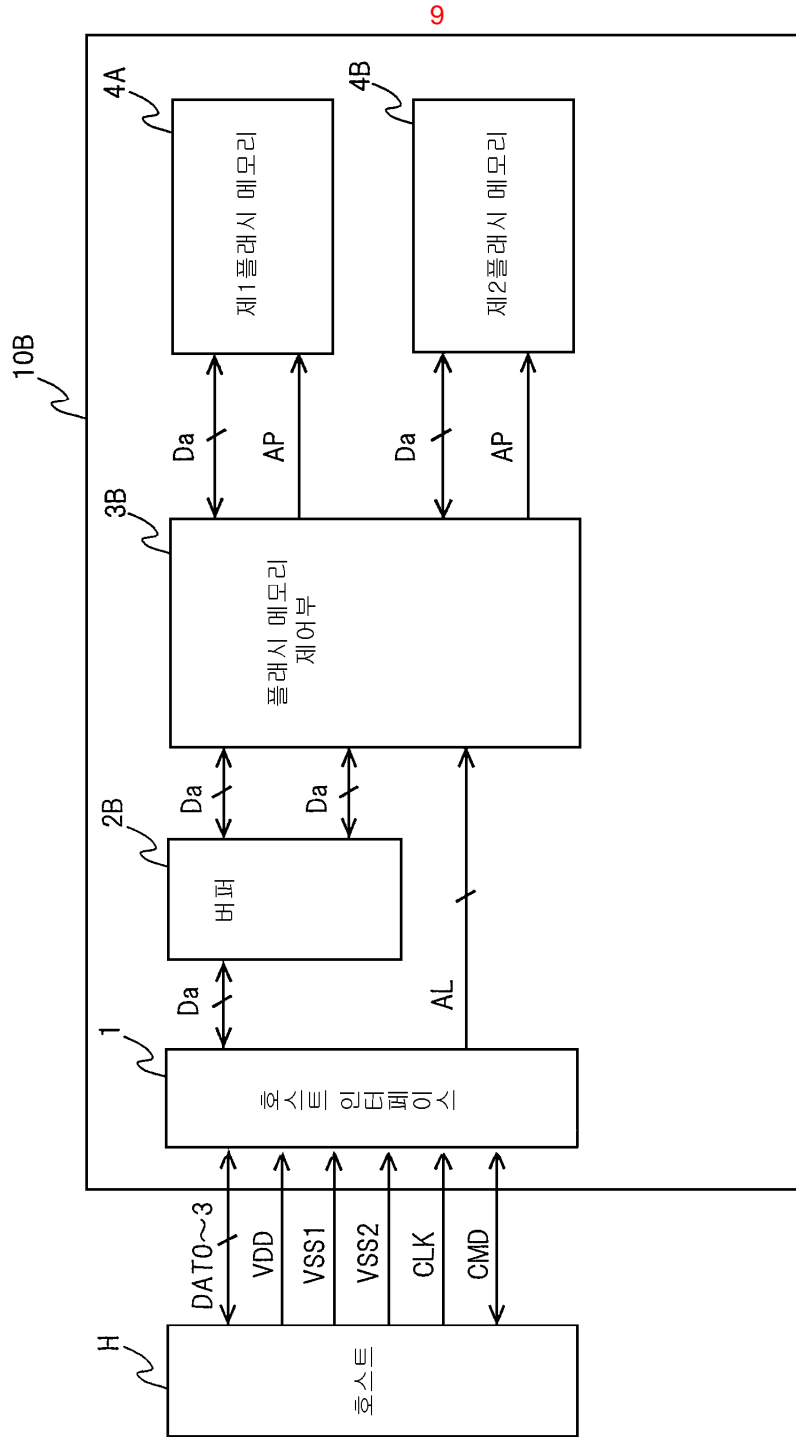 9
10B
H
호스트
DAT0～3
VDD
VSS1
VSS2
CLK
CMD
1
호스트 인터페이스
Da
AL
2B
버퍼
Da
Da
3B
플래시 메모리
제어부
Da
AP
Da
AP
4A
제1플래시 메모리
4B
제2플래시 메모리